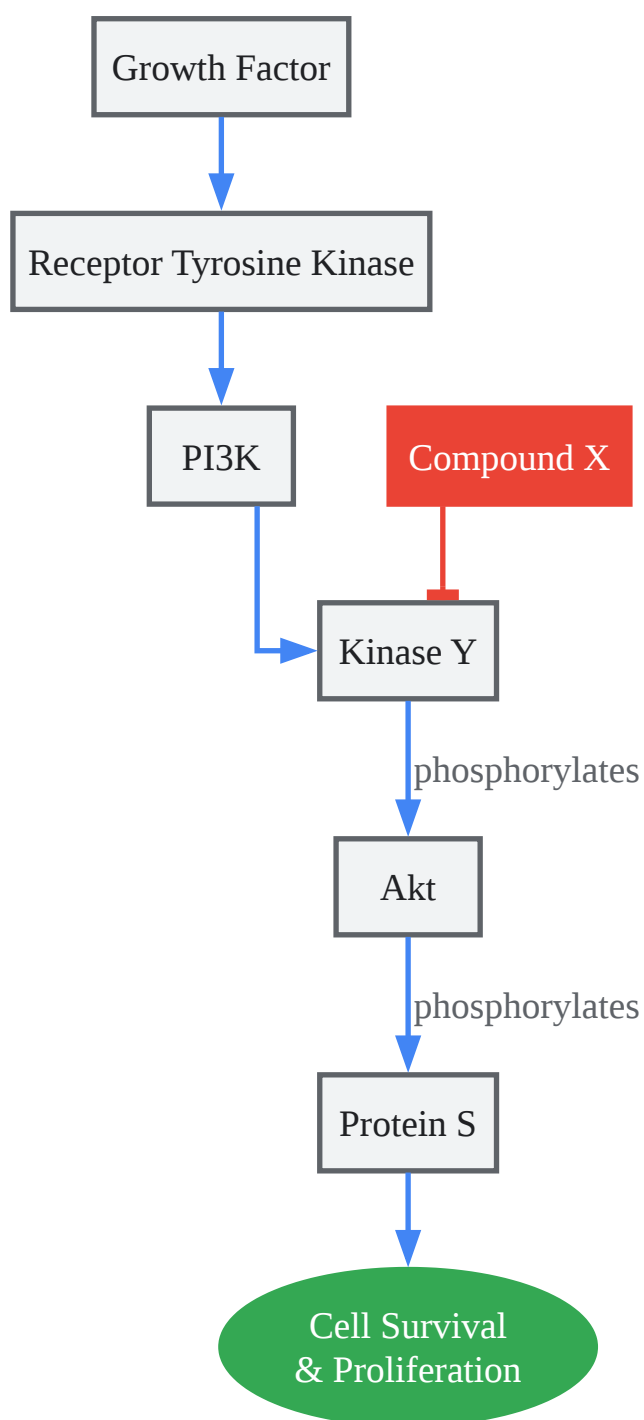 Growth Factor
Receptor Tyrosine Kinase
PI3K
Compound X
Kinase Y
phosphorylates
Akt
phosphorylates
Protein S
Cell Survival
& Proliferation